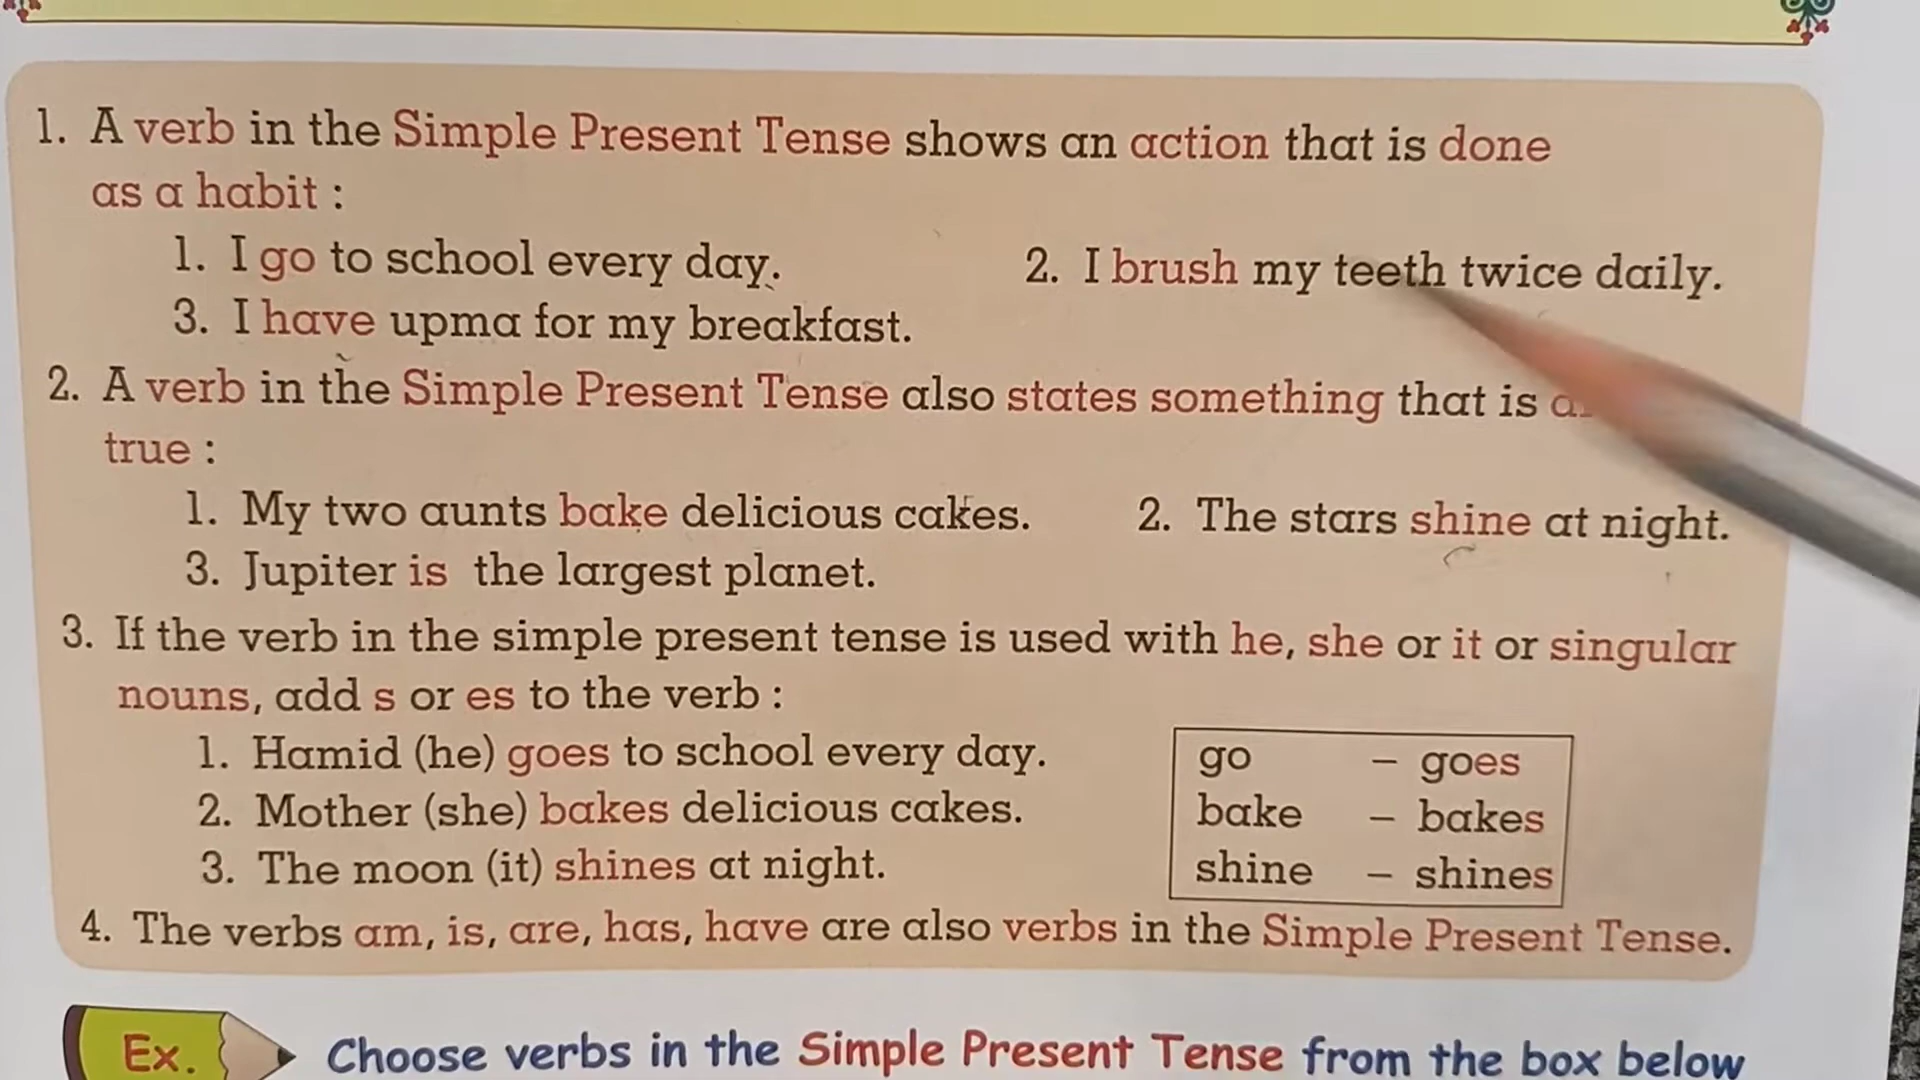 1. A verb in the Simple Present Tense shows an action that is done
as a habit :
1. I go to school every day.
2. I brush my teeth twice daily.
3. I have upma for my breakfast.
2. A verb in the Simple Present Tense also states something that is
true :
1. My two aunts bake delicious cakes.
2. The stars shine at night.
3. Jupiter is the largest planet.
3. If the verb in the simple present tense is used with he, she or it or singular
nouns, add s or es to the verb :
1. Hamid (he) goes to school every day.
2. Mother (she) bakes delicious cakes.
3. The moon (it) shines at night.
go – goes
bake – bakes
shine – shines
4. The verbs am, is, are, has, have are also verbs in the Simple Present Tense.
Ex. Choose verbs in the Simple Present Tense from the box below